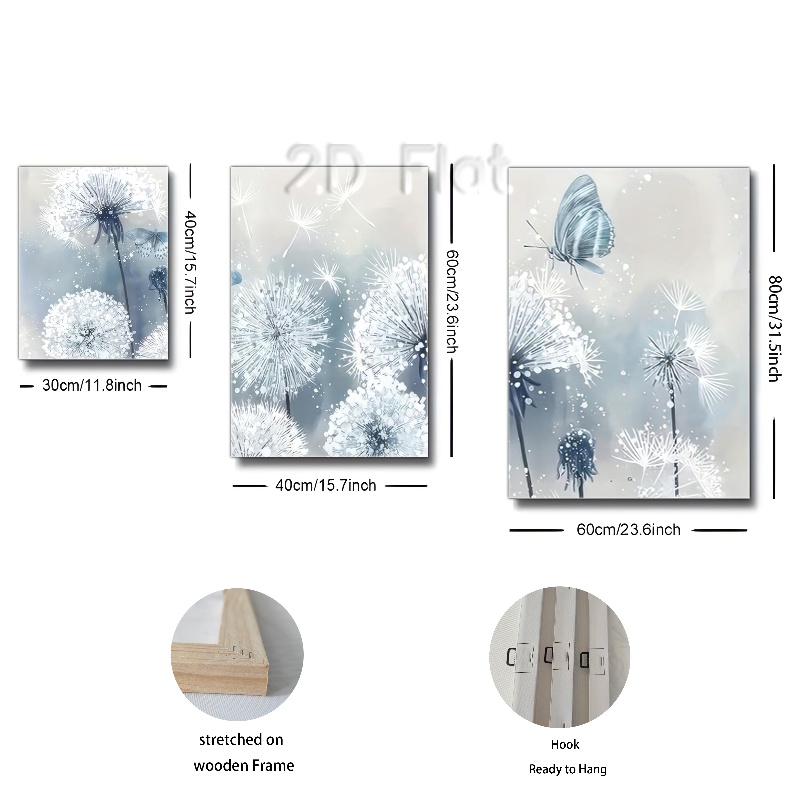 2D Flat
40cm/15.7inch
30cm/11.8inch
60cm/23.6inch
40cm/15.7inch
80cm/31.5inch
60cm/23.6inch
stretched on
wooden Frame
Hook
Ready to Hang